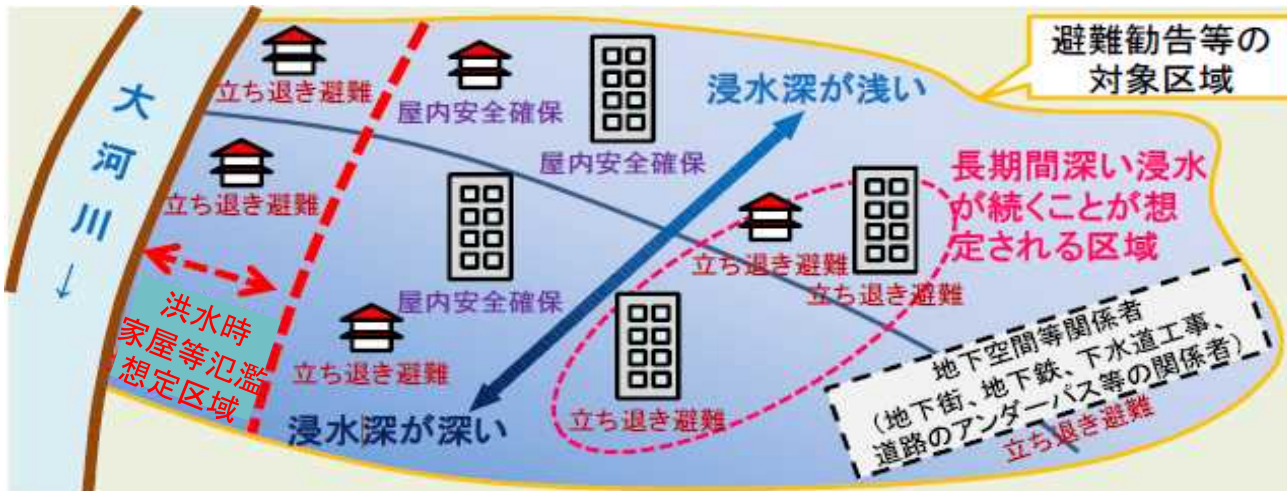 避難勧告等の
対象区域
立ち退き避難
屋内安全確保
浸水深が浅い
屋内安全確保
大河川↓
立ち退き避難
長期間深い浸水
が続くことが想
定される区域
立ち退き避難
立ち退き避難
屋内安全確保
洪水時
家屋等氾濫
想定区域
立ち退き避難
立ち退き避難
浸水深が深い
地下空間等関係者
(地下街、地下鉄、下水道工事、
道路のアンダーパス等の関係者)
立ち退き避難